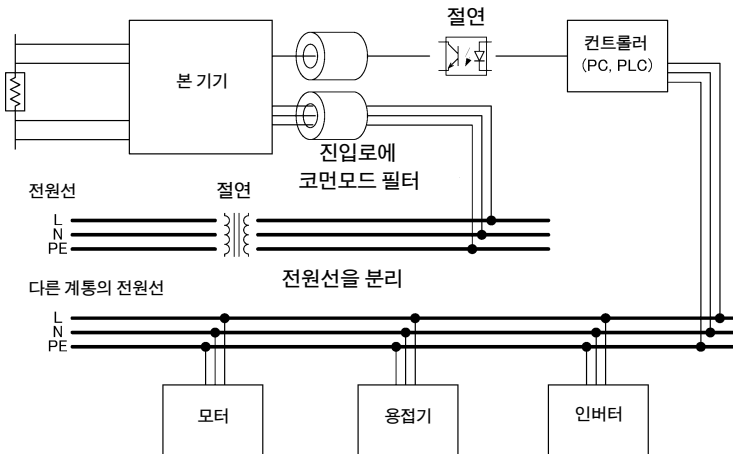 절연
컨트롤러
(PC, PLC)
본 기기
진입로에
코먼모드 필터
전원선
절연
L
N
PE
전원선을 분리
다른 계통의 전원선
L
N
PE
모터
용접기
인버터